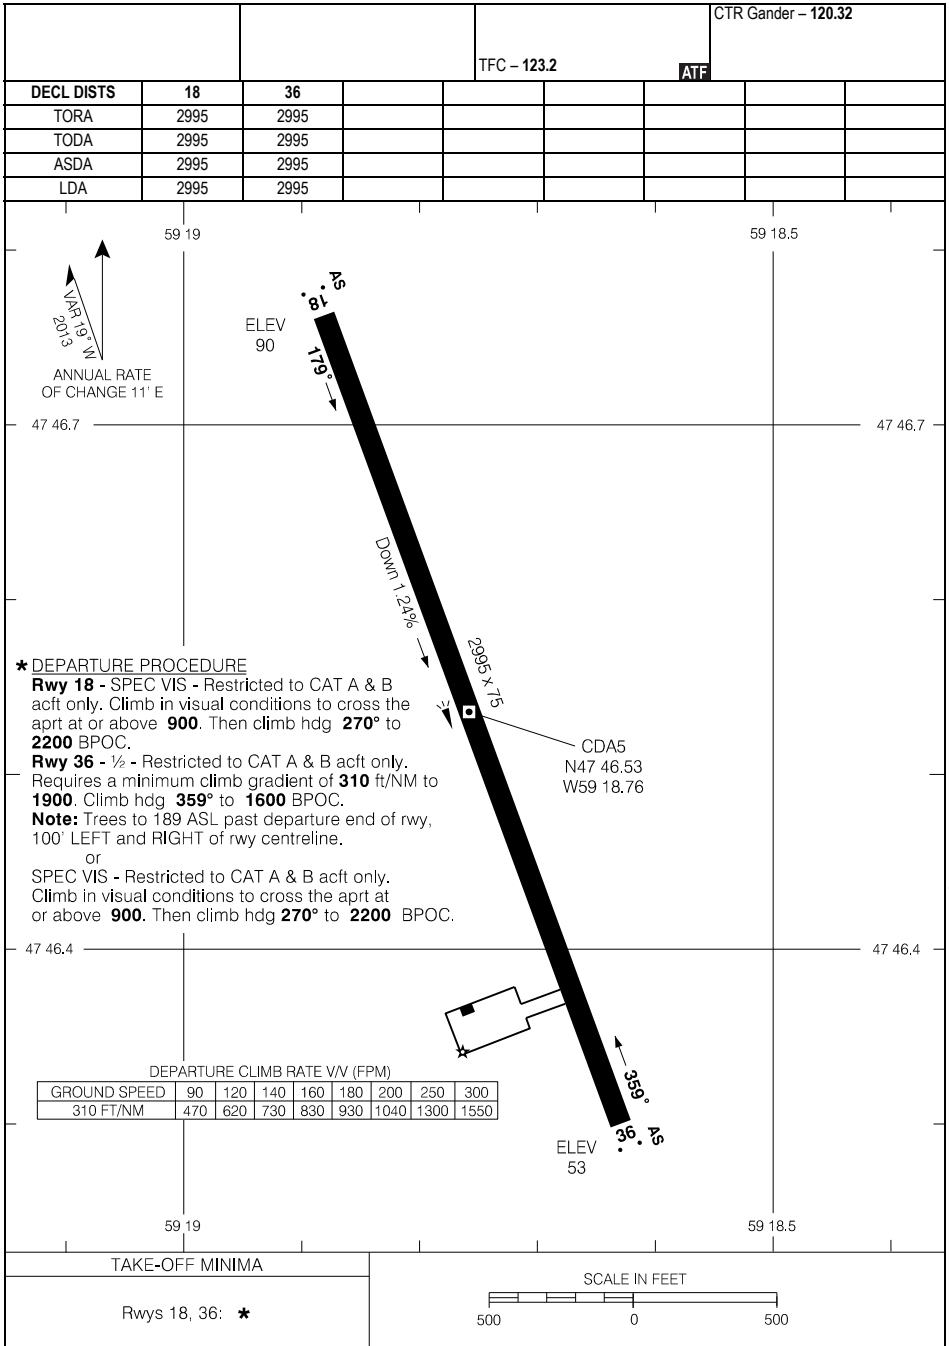 CTR Gander – 120.32
TFC – 123.2
ATF
DECL DISTS 18 36
TORA 2995 2995
TODA 2995 2995
ASDA 2995 2995
LDA 2995 2995
59 19 59 18.5
VAR 19° W
2013
ANNUAL RATE
OF CHANGE 11' E
AS
18
ELEV
90
179°
47 46.7 47 46.7
Down 1.24%
2995 x 75
* DEPARTURE PROCEDURE
Rwy 18 - SPEC VIS - Restricted to CAT A & B
acft only. Climb in visual conditions to cross the
aprt at or above 900. Then climb hdg 270° to
2200 BPOC.
Rwy 36 - ½ - Restricted to CAT A & B acft only.
Requires a minimum climb gradient of 310 ft/NM to
1900. Climb hdg 359° to 1600 BPOC.
Note: Trees to 189 ASL past departure end of rwy,
100' LEFT and RIGHT of rwy centreline.
or
SPEC VIS - Restricted to CAT A & B acft only.
Climb in visual conditions to cross the aprt at
or above 900. Then climb hdg 270° to 2200 BPOC.
CDA5
N47 46.53
W59 18.76
47 46.4 47 46.4
DEPARTURE CLIMB RATE V/V (FPM)
GROUND SPEED 90 120 140 160 180 200 250 300
310 FT/NM 470 620 730 830 930 1040 1300 1550
359°
36
AS
ELEV
53
59 19 59 18.5
TAKE-OFF MINIMA
Rwys 18, 36: *
SCALE IN FEET
500 0 500